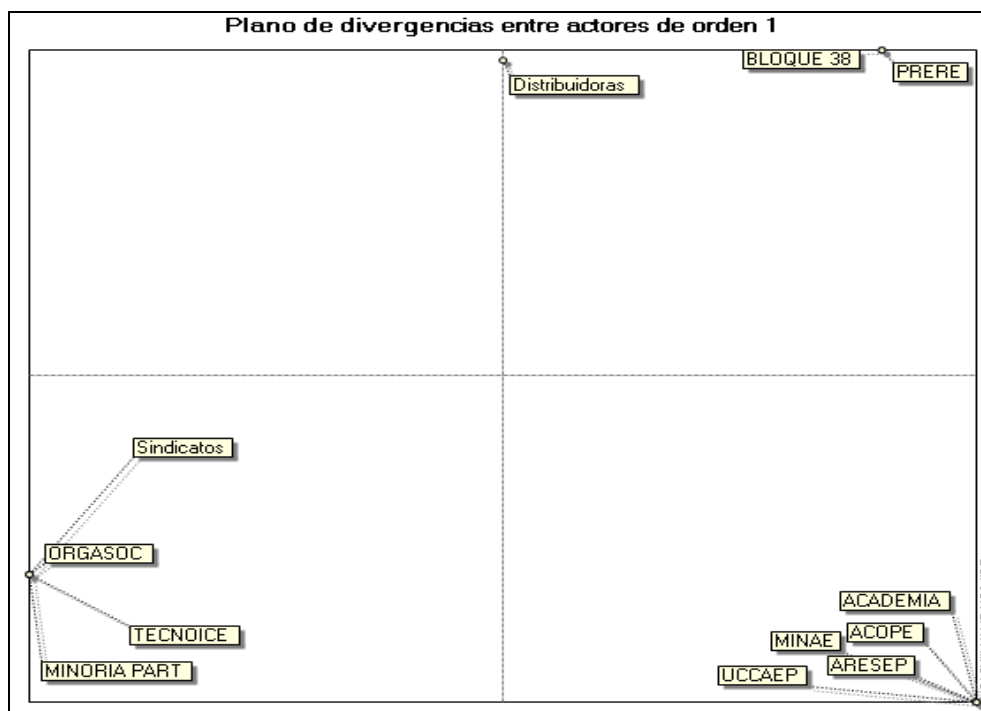 Plano de divergencias entre actores de orden 1
BLOQUE 38
PRERE
Distribuidoras
Sindicatos
ORGASOC
TECNOICE
MINORIA PART
ACADEMIA
ACOPE
MINAE
ARESEP
UCCAEP